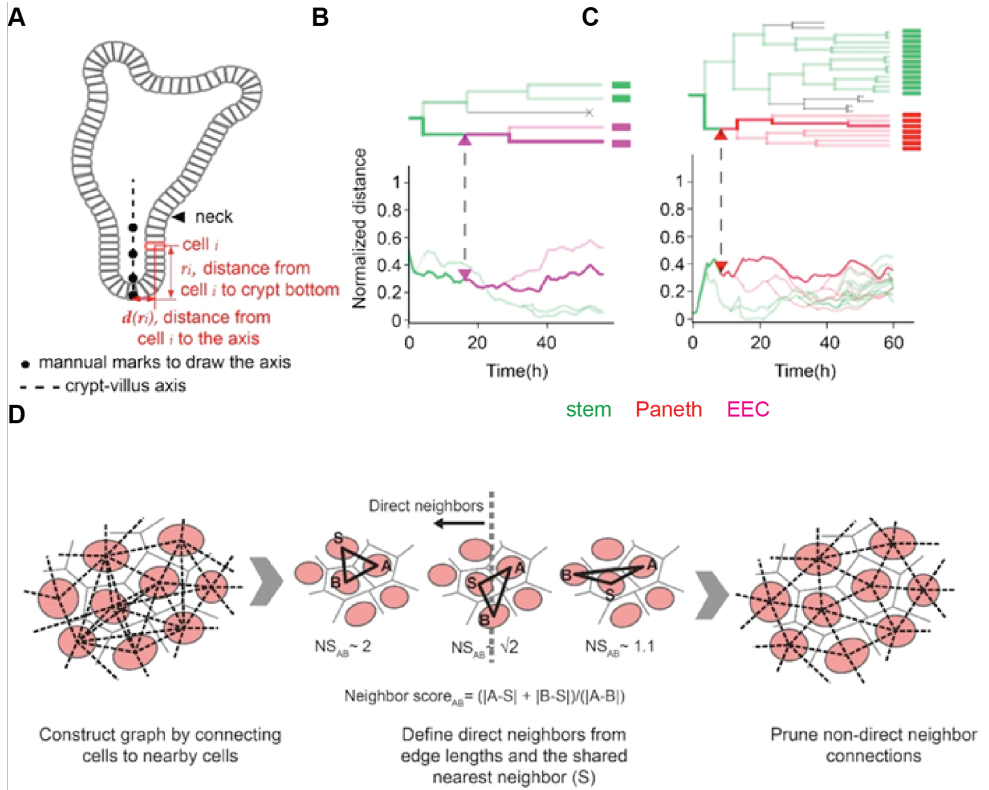 A
neck
cell i
ri, distance from
cell i to crypt bottom
d(ri), distance from
cell i to the axis
mannual marks to draw the axis
crypt-villus axis
B
Normalized distance
1
0.8
0.6
0.4
0.2
0
0
20
40
Time(h)
C
1
0.8
0.6
0.4
0.2
0
0
20
40
60
Time(h)
stem Paneth EEC
D
Direct neighbors
S
A
B
NSAB~ 2
S
A
B
NSAB~ √2
B
A
S
NSAB~ 1.1
Neighbor scoreAB= (|A-S| + |B-S|)/(|A-B|)
Construct graph by connecting
cells to nearby cells
Define direct neighbors from
edge lengths and the shared
nearest neighbor (S)
Prune non-direct neighbor
connections